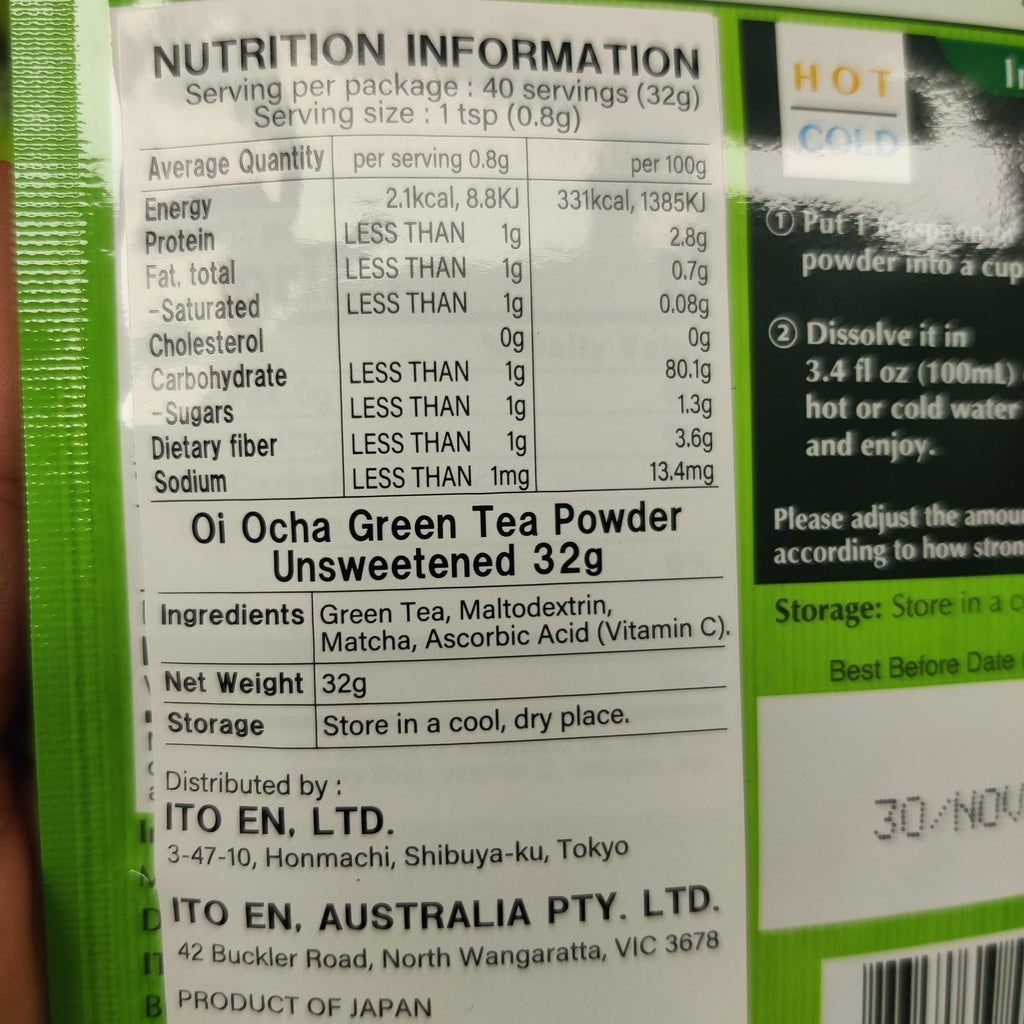 NUTRITION INFORMATION
Serving per package : 40 servings (32g)
Serving size : 1 tsp (0.8g)
Average Quantity per serving 0.8g per 100g
Energy 2.1kcal, 8.8KJ 331kcal, 1385KJ
Protein LESS THAN 1g 2.8g
Fat, total LESS THAN 1g 0.7g
-Saturated LESS THAN 1g 0.08g
Cholesterol 0g 0g
Carbohydrate LESS THAN 1g 80.1g
-Sugars LESS THAN 1g 1.3g
Dietary fiber LESS THAN 1g 3.6g
Sodium LESS THAN 1mg 13.4mg
Oi Ocha Green Tea Powder
Unsweetened 32g
Ingredients Green Tea, Maltodextrin,
Matcha, Ascorbic Acid (Vitamin C).
Net Weight 32g
Storage Store in a cool, dry place.
Distributed by :
ITO EN, LTD.
3-47-10, Honmachi, Shibuya-ku, Tokyo
ITO EN, AUSTRALIA PTY. LTD.
42 Buckler Road, North Wangaratta, VIC 3678
PRODUCT OF JAPAN
HOT
COLD
① Put 1 Teaspoon of
powder into a cup
② Dissolve it in
3.4 fl oz (100mL)
hot or cold water
and enjoy.
Please adjust the
according to how
Storage: Store in a
Best Before Date
30/NOV